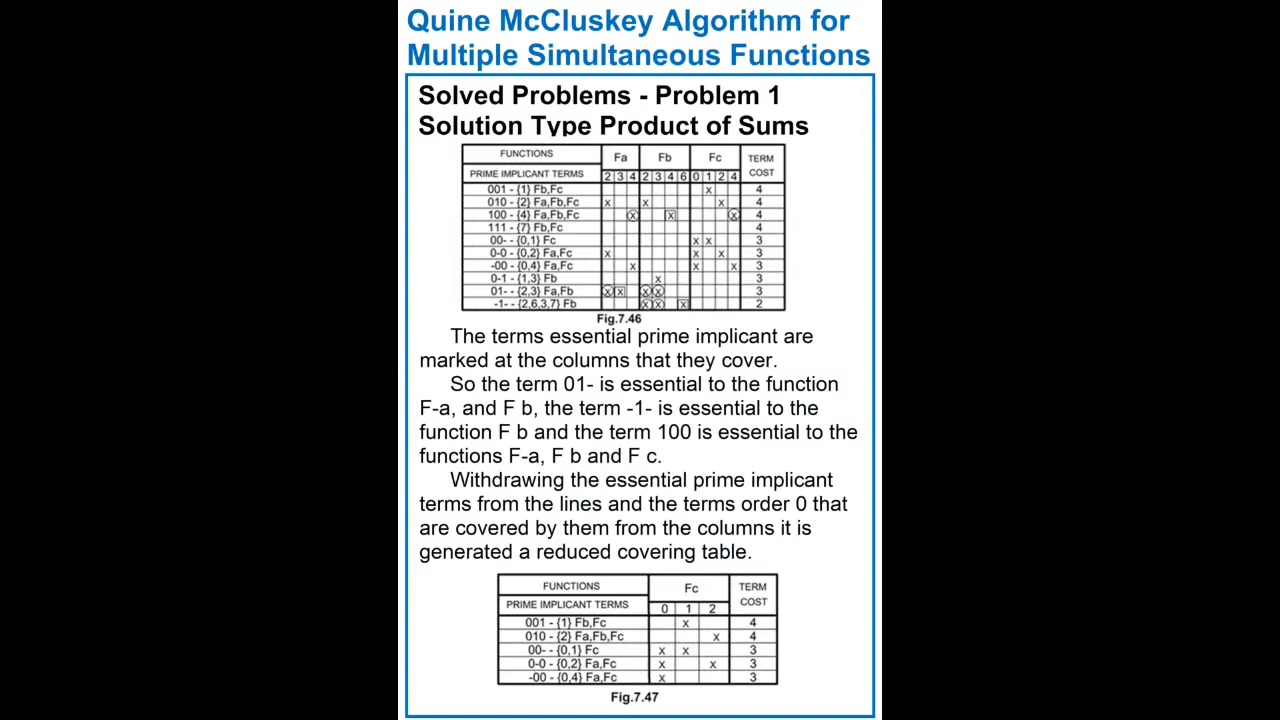 Quine McCluskey Algorithm for
Multiple Simultaneous Functions
Solved Problems - Problem 1
Solution Type Product of Sums
FUNCTIONS Fa Fb Fc TERM COST
PRIME IMPLICANT TERMS 2 3 4 2 3 4 6 0 1 2 4
001 - {1} Fb,Fc x 4
010 - {2} Fa,Fb,Fc x x x 4
100 - {4} Fa,Fb,Fc x x x 4
111 - {7} Fb,Fc 4
00- - {0,1} Fc x x 3
0-0 - {0,2} Fa,Fc x x x 3
-00 - {0,4} Fa,Fc x x x 3
0-1 - {1,3} Fb x 3
01- - {2,3} Fa,Fb x x x x 3
-1- - {2,6,3,7} Fb x x x 2
Fig.7.46
The terms essential prime implicant are
marked at the columns that they cover.
So the term 01- is essential to the function
F-a, and F b, the term -1- is essential to the
function F b and the term 100 is essential to the
functions F-a, F b and F c.
Withdrawing the essential prime implicant
terms from the lines and the terms order 0 that
are covered by them from the columns it is
generated a reduced covering table.
FUNCTIONS Fc TERM COST
PRIME IMPLICANT TERMS 0 1 2
001 - {1} Fb,Fc x 4
010 - {2} Fa,Fb,Fc x 4
00- - {0,1} Fc x x 3
0-0 - {0,2} Fa,Fc x x 3
-00 - {0,4} Fa,Fc x 3
Fig.7.47